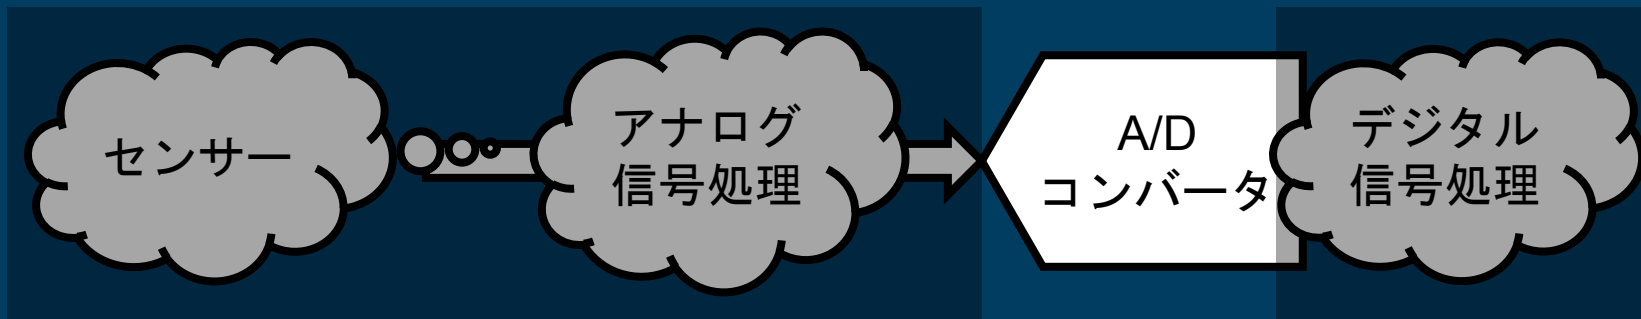 センサー
アナログ
信号処理
A/D
コンバータ
デジタル
信号処理